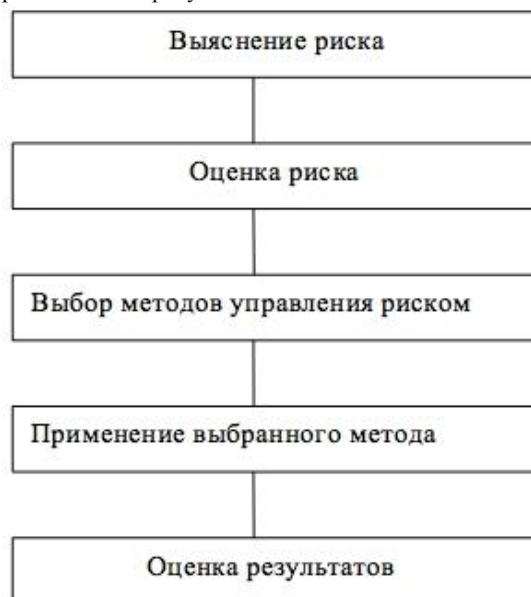 Выяснение риска
Оценка риска
Выбор методов управления риском
Применение выбранного метода
Оценка результатов